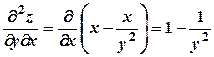 ∂²z/∂y∂x = ∂/∂x (x − x/y²) = 1 − 1/y²